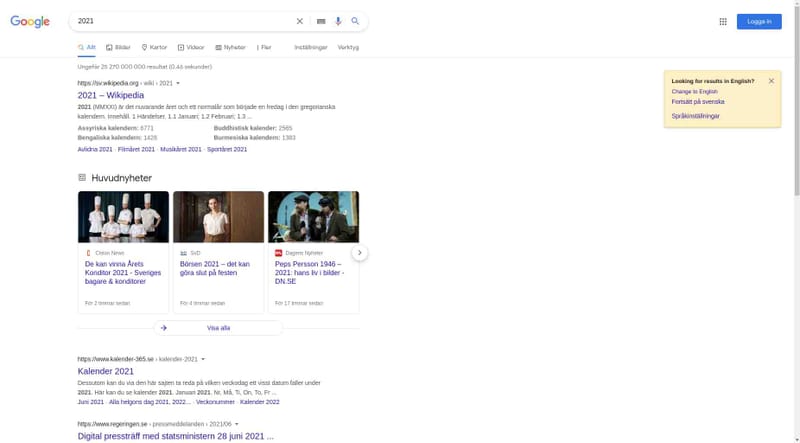 Google
2021
Logga in
Allt Bilder Kartor Videor Nyheter Fler Inställningar Verktyg
Ungefär 25 270 000 000 resultat (0,44 sekunder)
Looking for results in English?
Change to English
Fortsätt på svenska
Språkinställningar
https://sv.wikipedia.org › wiki › 2021
2021 – Wikipedia
2021 (MMXXI) är det nuvarande året och ett normalår som började en fredag i den gregorianska
kalendern. Innehåll. 1 Händelser. 1.1 Januari; 1.2 Februari; 1.3 ...
Assyriska kalendern: 6771 Buddhistisk kalender: 2565
Bengaliska kalendern: 1428 Burmesiska kalendern: 1383
Avlidna 2021 · Filmåret 2021 · Musikåret 2021 · Sportåret 2021
Huvudnyheter
News
De kan vinna Årets
Konditor 2021 - Sveriges
bagare & konditorer
För 2 timmar sedan
SvD
Börsen 2021 – det kan
göra slut på festen
För 4 timmar sedan
Dagens Nyheter
Peps Persson 1946 –
2021: hans liv i bilder -
DN.SE
För 17 timmar sedan
Visa alla
https://www.kalender-365.se › kalender-2021
Kalender 2021
Dessutom kan du via den här sajten ta reda på vilken veckodag ett visst datum faller under
2021. Här kan du se kalender 2021. Januari 2021. Nr, Må, Ti, On, To, Fr ...
Juni 2021 · Alla helgons dag 2021, 2022... · Veckonummer · Kalender 2022
https://www.regeringen.se › pressmeddelanden › 2021/06
Digital pressträff med statsministern 28 juni 2021 ...